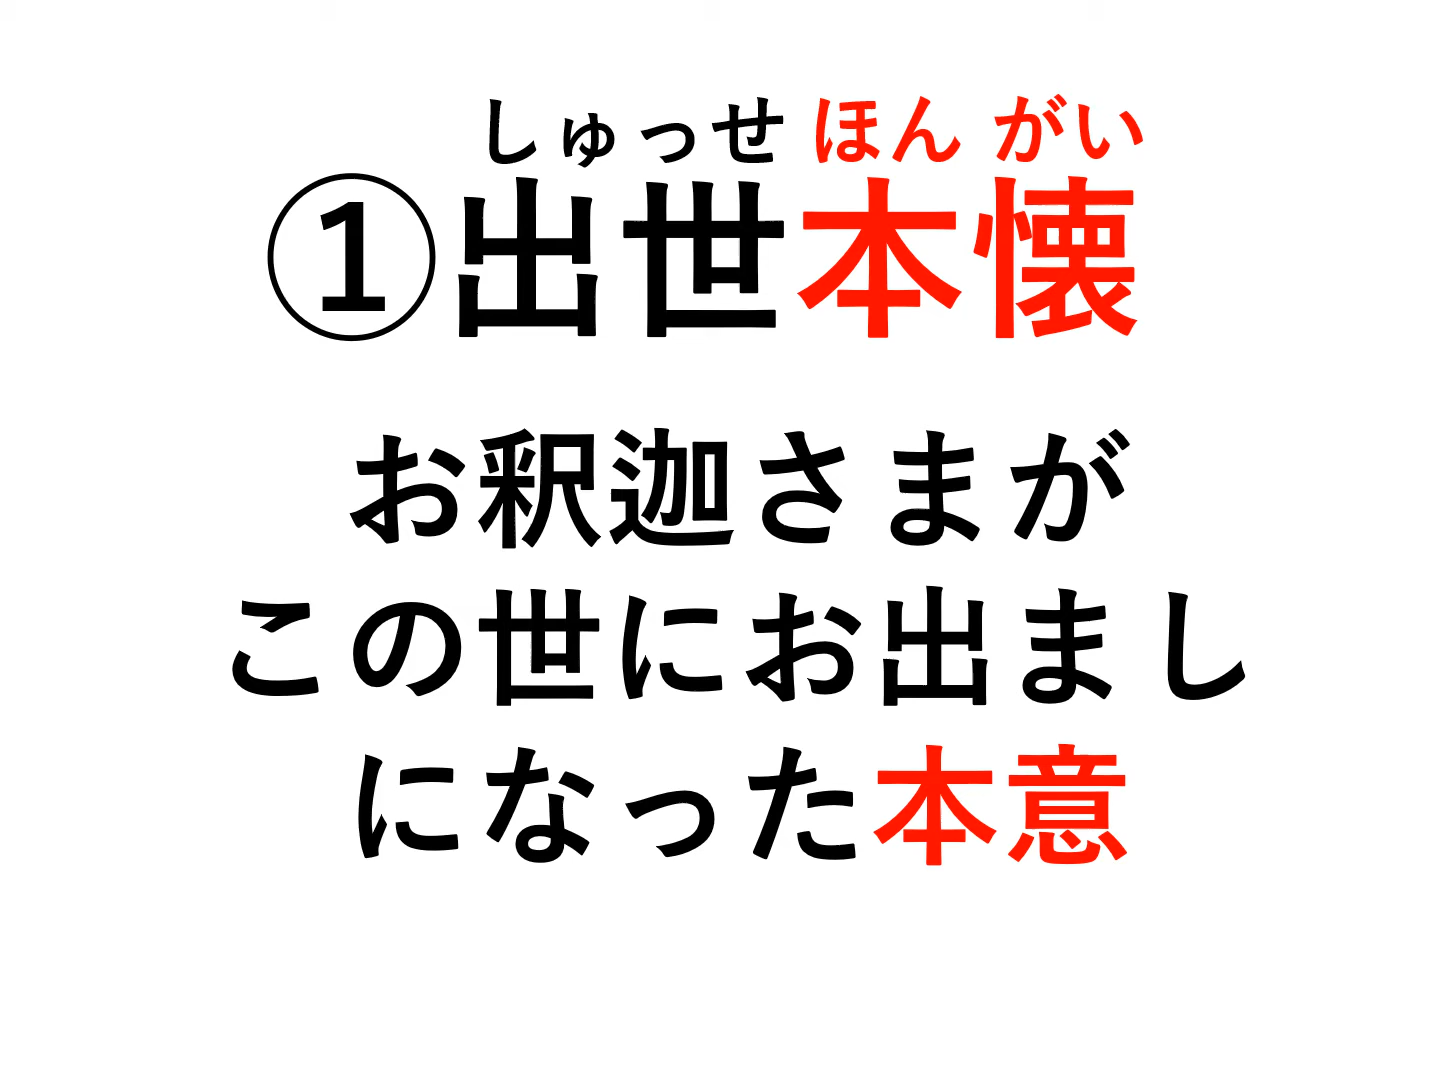 しゅっせ ほん がい
①出世本懐
お釈迦さまが
この世にお出まし
になった本意